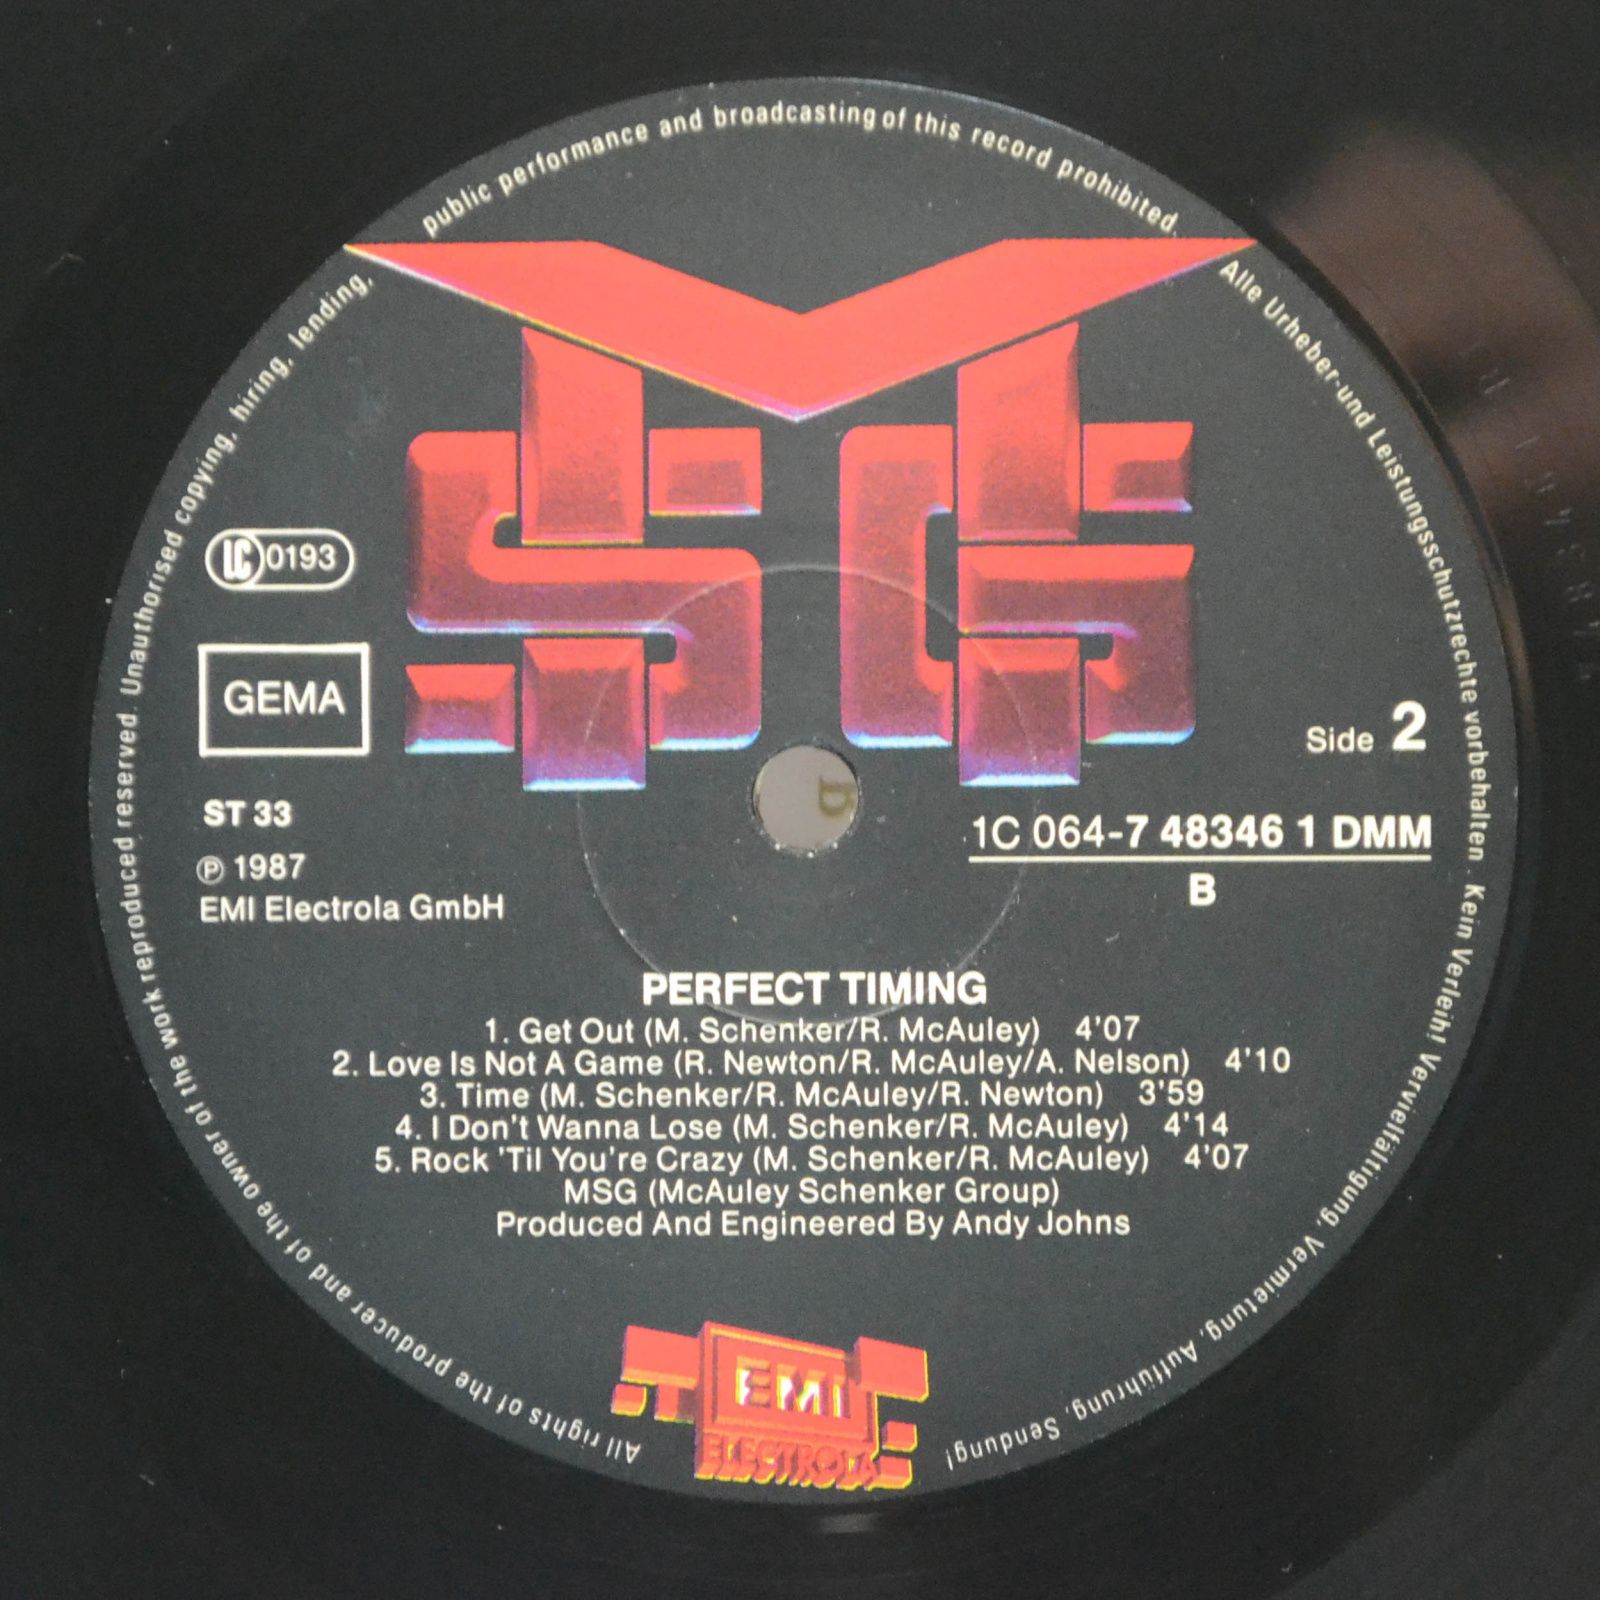 All rights of the producer and of the owner of the work reproduced reserved. Unauthorised copying, hiring, lending, public performance and broadcasting of this record prohibited.
Alle Urheber-und Leistungsschutzrechte vorbehalten. Kein Verleih! Vervielfältigung, Vermietung, Aufführung, Sendung!
MSG
LC 0193
GEMA
Side 2
ST 33
℗ 1987
EMI Electrola GmbH
1C 064-7 48346 1 DMM
B
PERFECT TIMING
1. Get Out (M. Schenker/R. McAuley) 4'07
2. Love Is Not A Game (R. Newton/R. McAuley/A. Nelson) 4'10
3. Time (M. Schenker/R. McAuley/R. Newton) 3'59
4. I Don't Wanna Lose (M. Schenker/R. McAuley) 4'14
5. Rock 'Til You're Crazy (M. Schenker/R. McAuley) 4'07
MSG (McAuley Schenker Group)
Produced And Engineered By Andy Johns
EMI
ELECTROLA